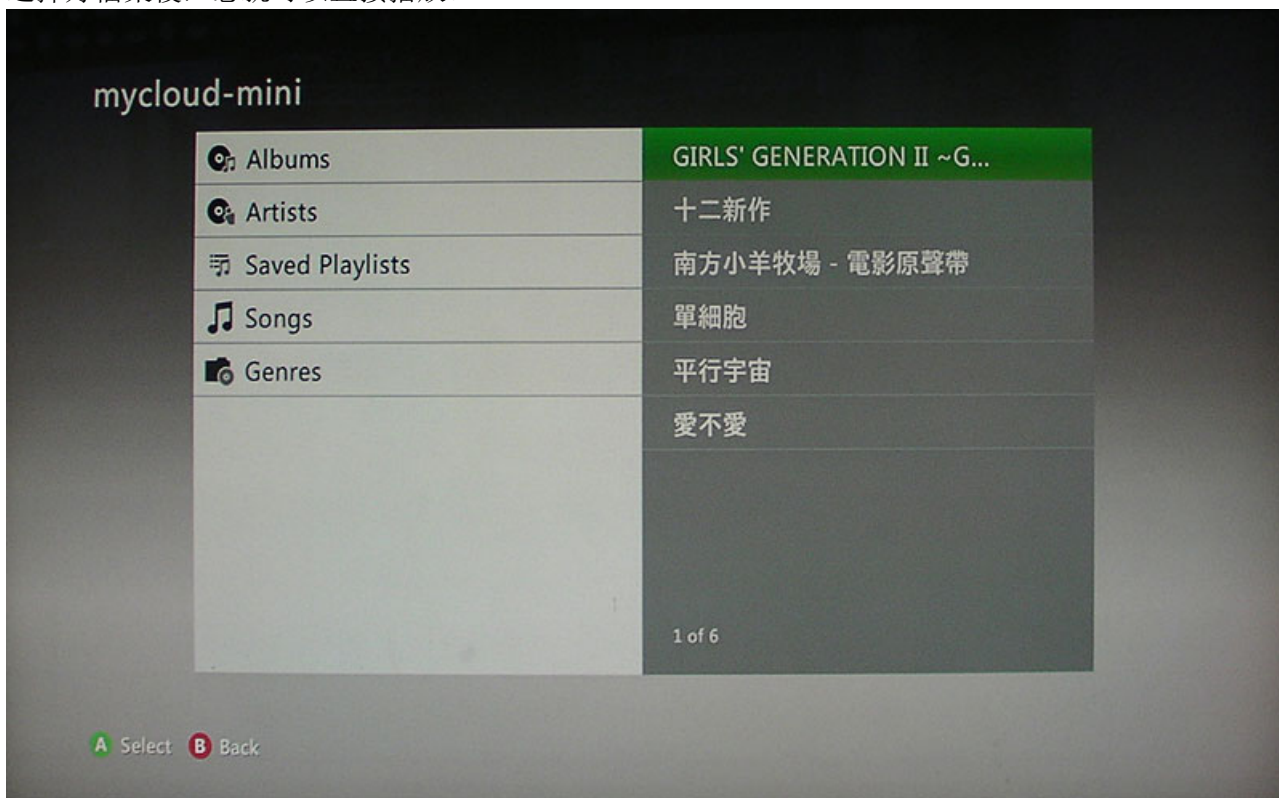 mycloud-mini
Albums
Artists
Saved Playlists
Songs
Genres
GIRLS' GENERATION II ~G...
十二新作
南方小羊牧場 - 電影原聲帶
單細胞
平行宇宙
愛不愛
1 of 6
A Select B Back